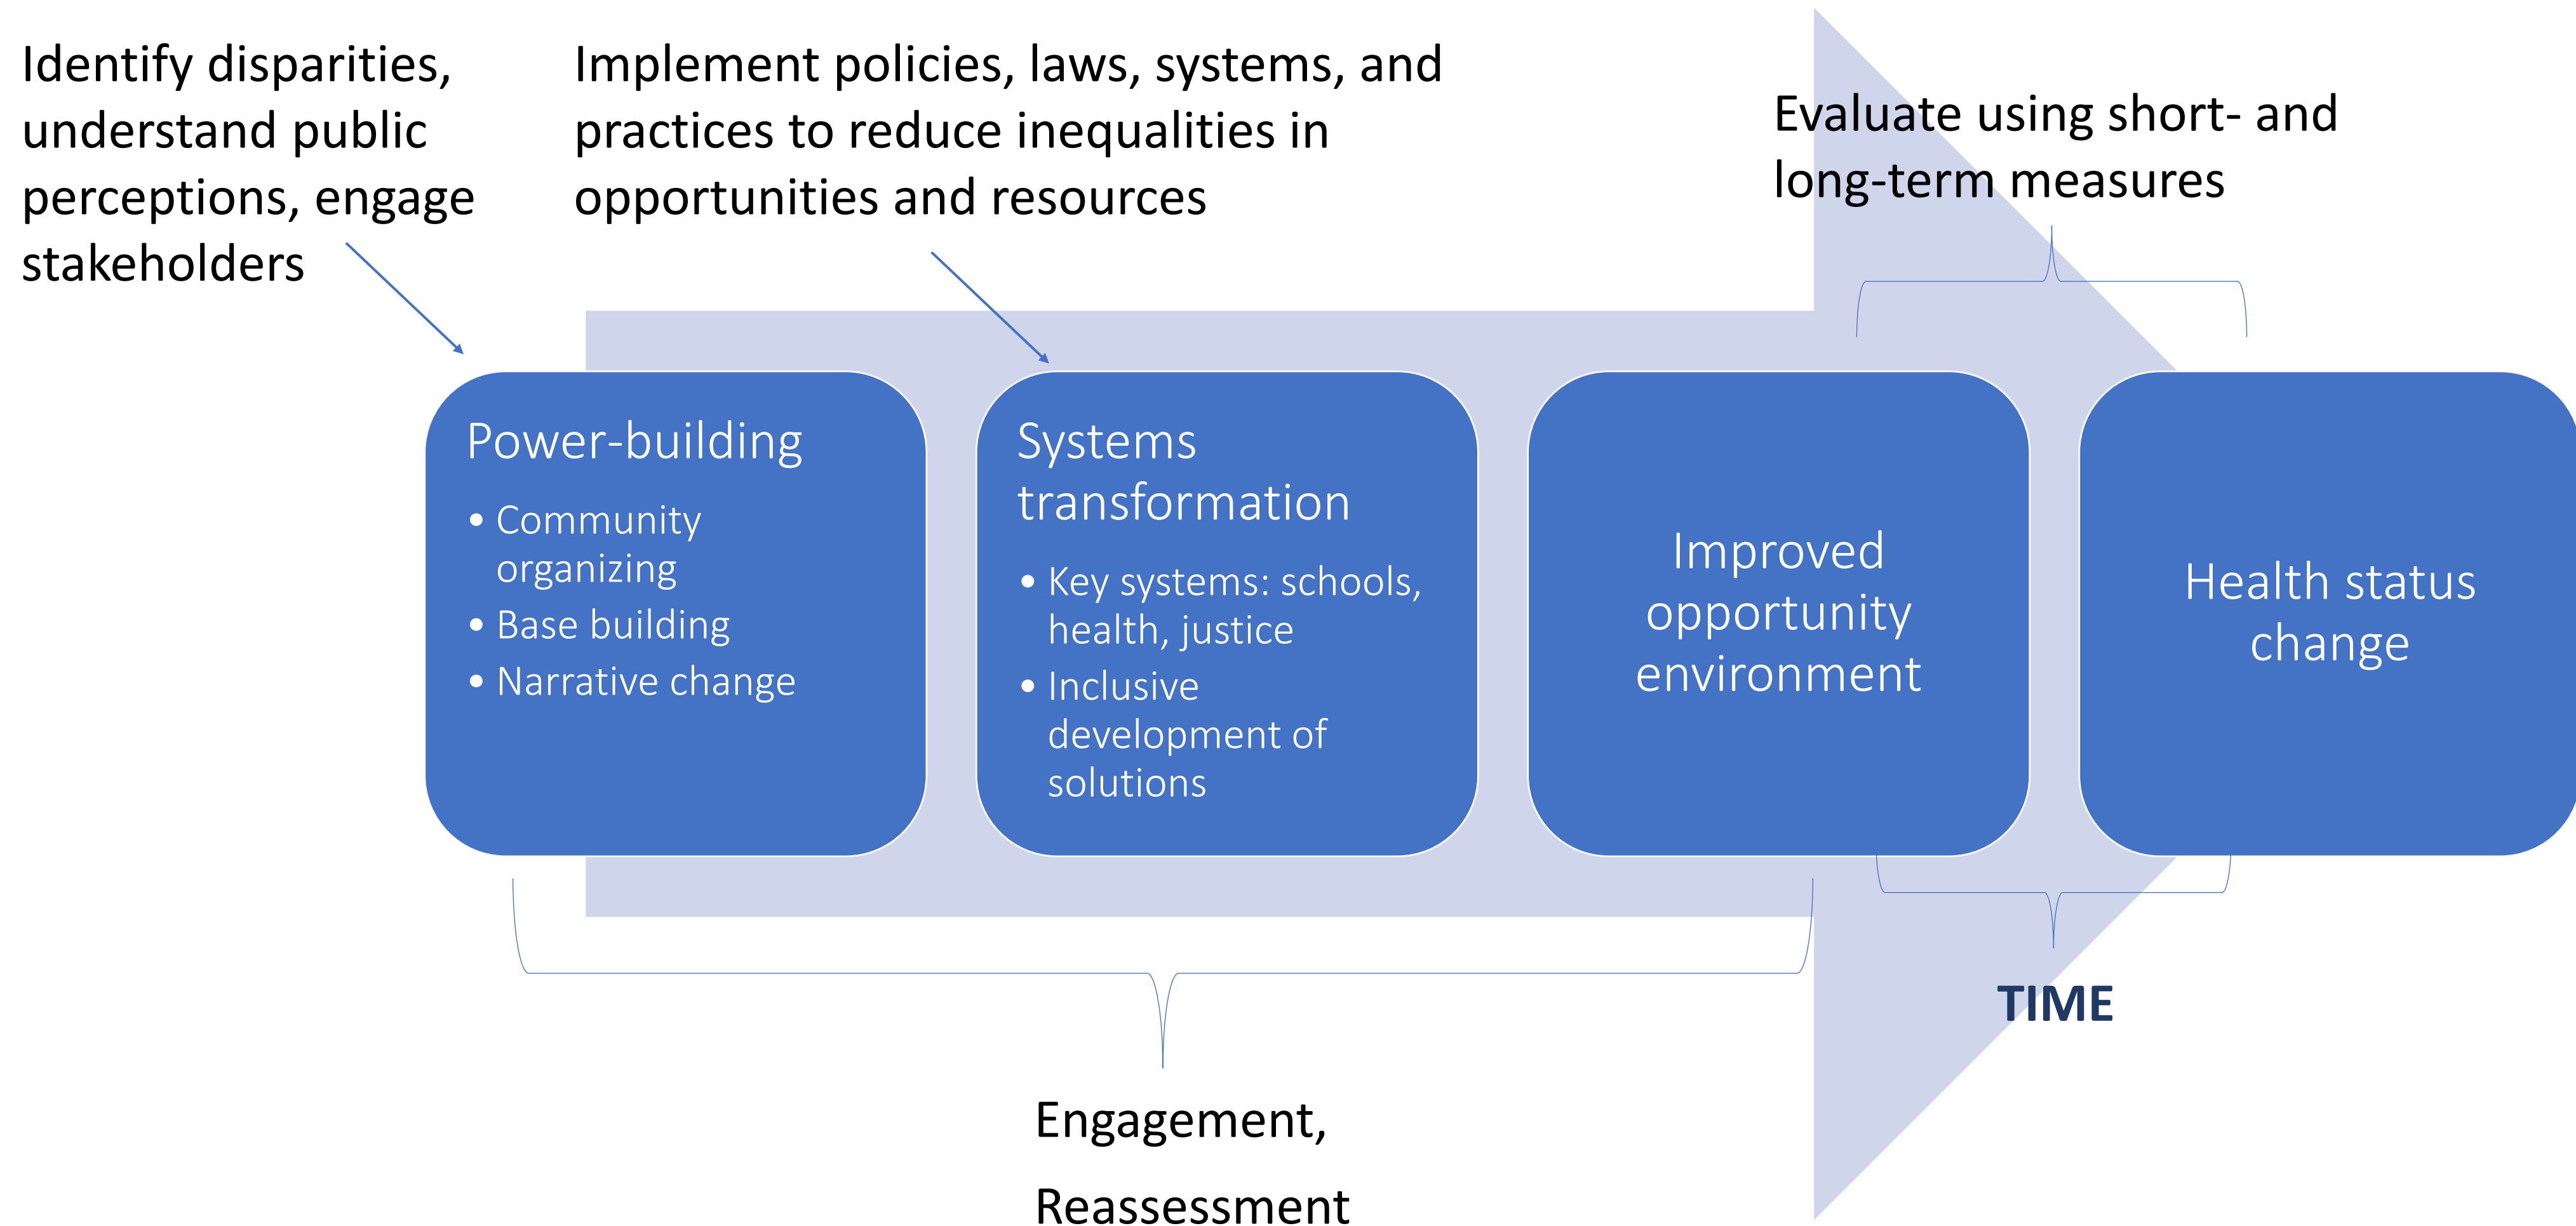 Identify disparities,
understand public
perceptions, engage
stakeholders
Implement policies, laws, systems, and
practices to reduce inequalities in
opportunities and resources
Evaluate using short- and
long-term measures
Power-building
• Community
organizing
• Base building
• Narrative change
Systems
transformation
• Key systems: schools,
health, justice
• Inclusive
development of
solutions
Improved
opportunity
environment
Health status
change
TIME
Engagement,
Reassessment